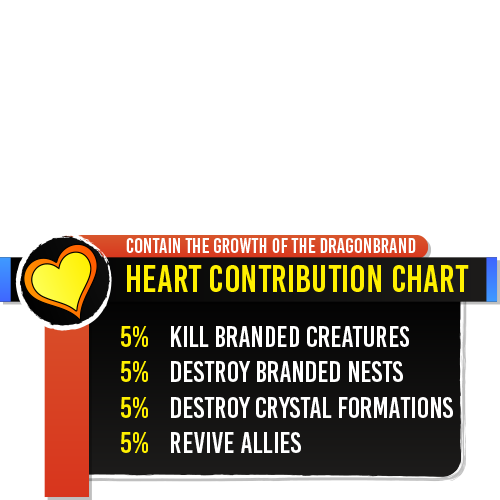 CONTAIN THE GROWTH OF THE DRAGONBRAND
HEART CONTRIBUTION CHART
5% KILL BRANDED CREATURES
5% DESTROY BRANDED NESTS
5% DESTROY CRYSTAL FORMATIONS
5% REVIVE ALLIES